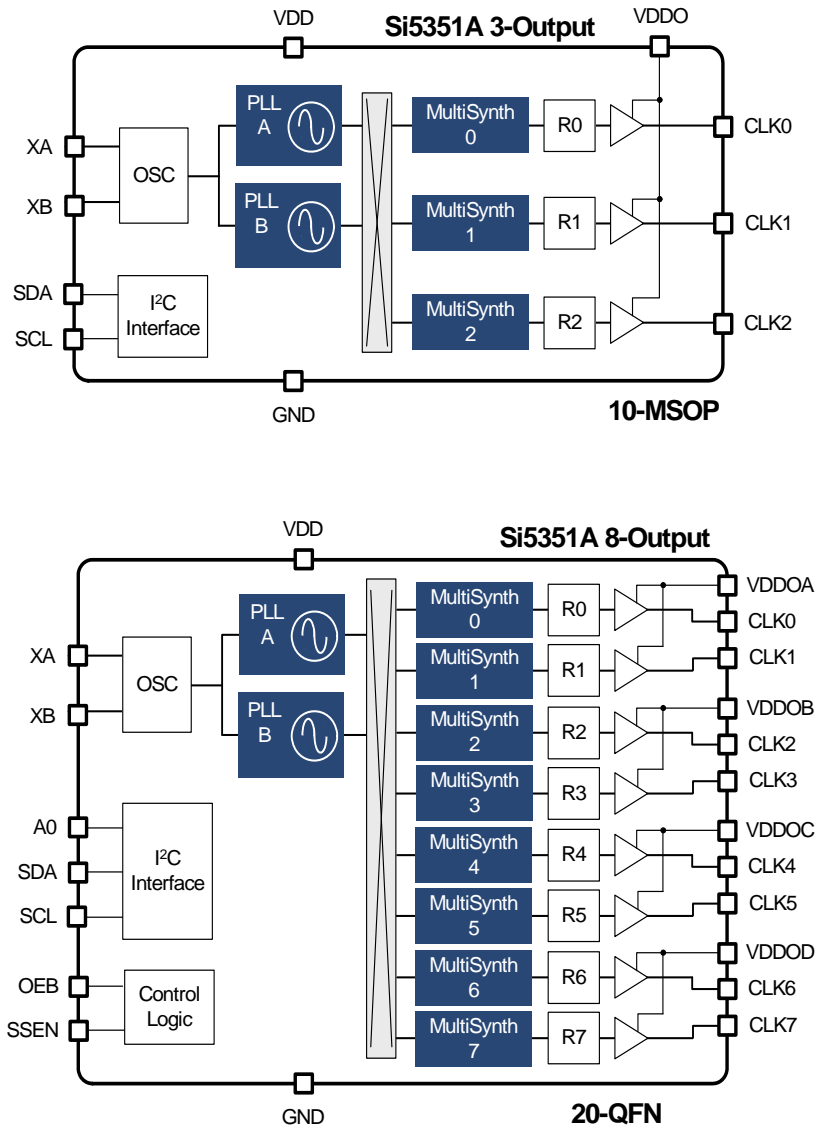 VDD
Si5351A 3-Output
VDDO
XA
XB
OSC
PLL
A
PLL
B
MultiSynth
0
R0
CLK0
MultiSynth
1
R1
CLK1
SDA
SCL
I²C
Interface
MultiSynth
2
R2
CLK2
GND
10-MSOP
VDD
Si5351A 8-Output
XA
XB
OSC
PLL
A
PLL
B
MultiSynth
0
R0
VDDOA
CLK0
MultiSynth
1
R1
CLK1
MultiSynth
2
R2
VDDOB
CLK2
MultiSynth
3
R3
CLK3
A0
SDA
SCL
I²C
Interface
MultiSynth
4
R4
VDDOC
CLK4
MultiSynth
5
R5
CLK5
OEB
SSEN
Control
Logic
MultiSynth
6
R6
VDDOD
CLK6
MultiSynth
7
R7
CLK7
GND
20-QFN